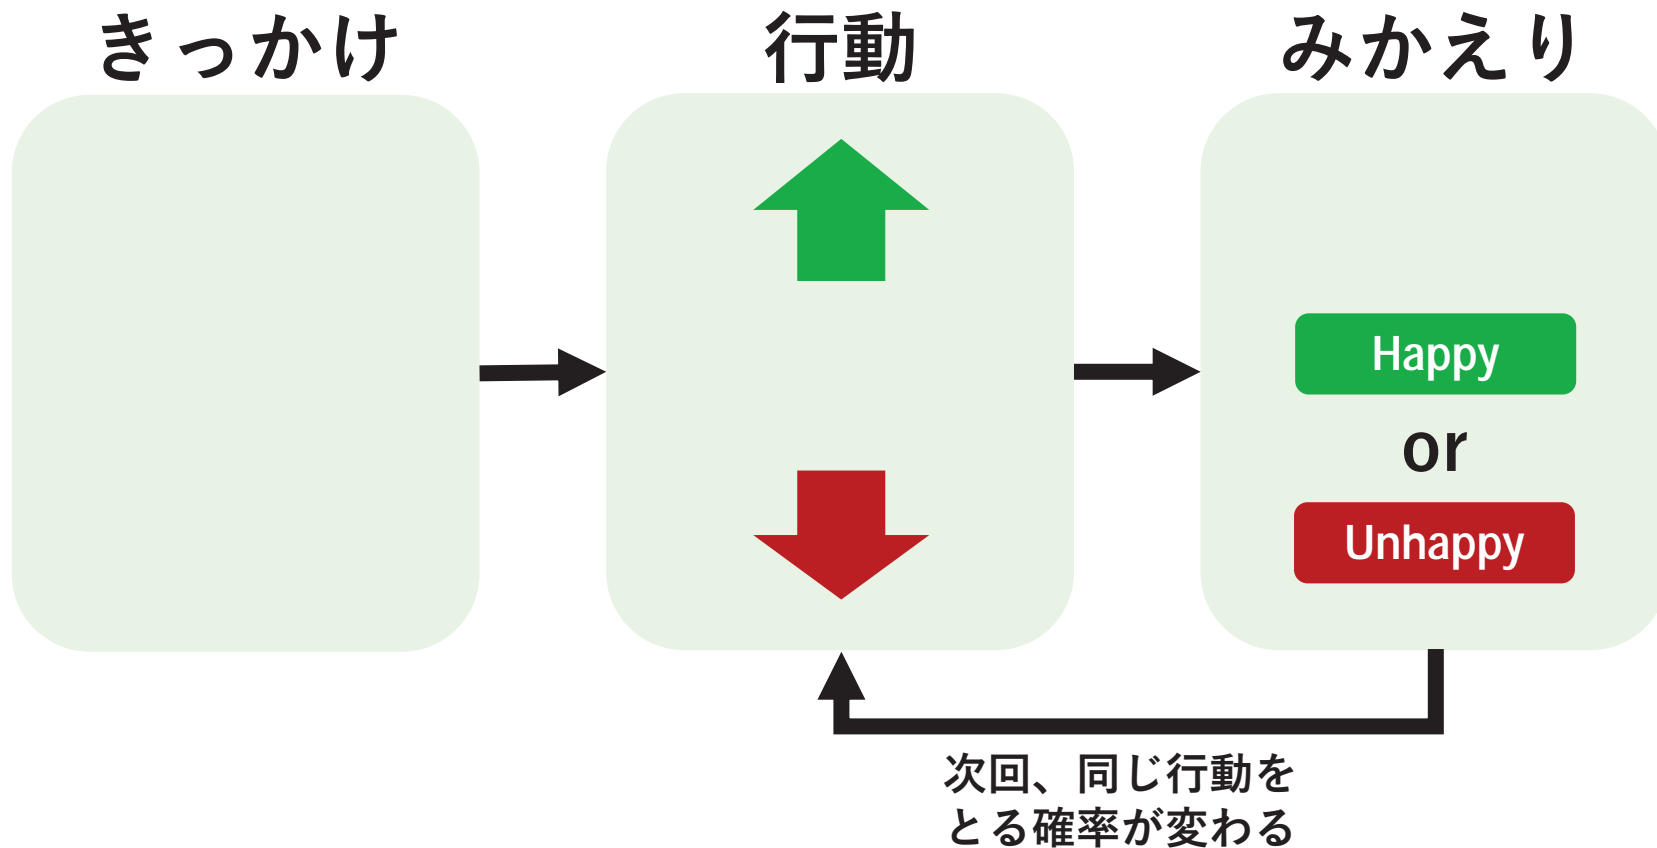 きっかけ
行動
みかえり
Happy
or
Unhappy
次回、同じ行動を
とる確率が変わる